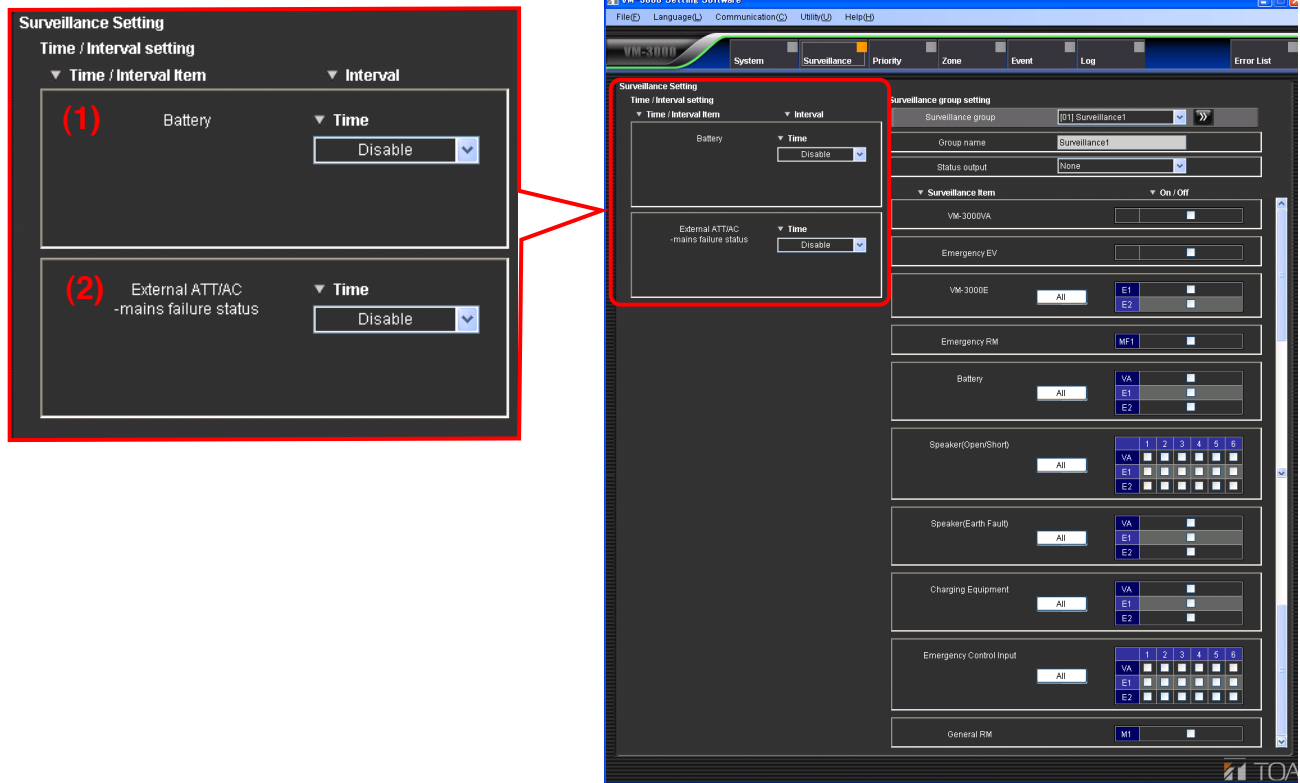 Surveillance Setting
Time / Interval setting
▼ Time / Interval Item ▼ Interval
(1) Battery ▼ Time
Disable
(2) External ATT/AC ▼ Time
-mains failure status Disable
VM-3000 Setting Software
File(F) Language(L) Communication(C) Utility(U) Help(H)
VM-3000 System Surveillance Priority Zone Event Log Error List
Surveillance Setting
Time / Interval setting
▼ Time / Interval Item ▼ Interval
Battery ▼ Time
Disable
External ATT/AC ▼ Time
-mains failure status Disable
Surveillance group setting
Surveillance group [01] Surveillance1
Group name Surveillance1
Status output None
▼ Surveillance Item ▼ On / Off
VM-3000VA
Emergency EV
VM-3000E All E1
E2
Emergency RM MF1
Battery All VA
E1
E2
Speaker(Open/Short) All 1 2 3 4 5 6
VA
E1
E2
Speaker(Earth Fault) All VA
E1
E2
Charging Equipment All VA
E1
E2
Emergency Control Input All 1 2 3 4 5 6
VA
E1
E2
General RM M1
TOA